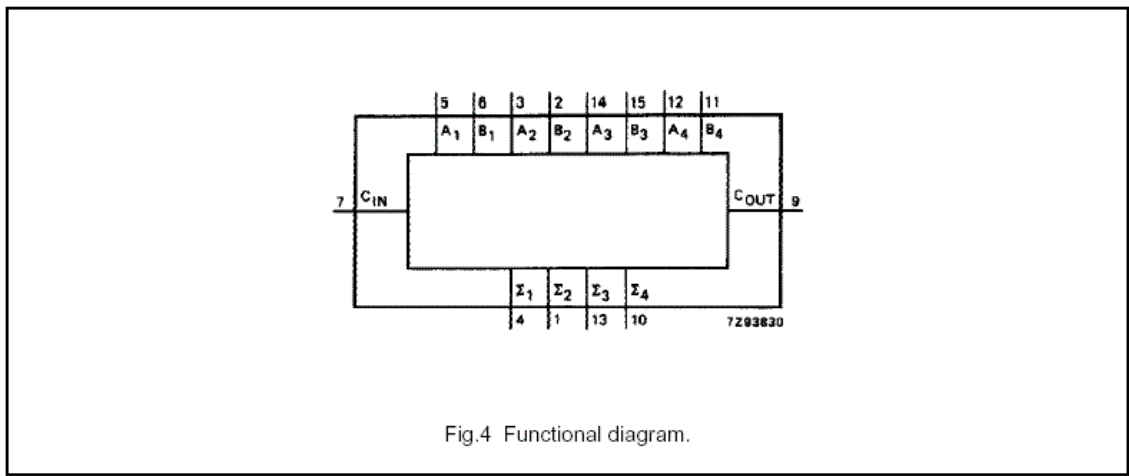 5 6 3 2 14 15 12 11
A1 B1 A2 B2 A3 B3 A4 B4
7 CIN COUT 9
Σ1 Σ2 Σ3 Σ4
4 1 13 10 7Z93830
Fig.4 Functional diagram.